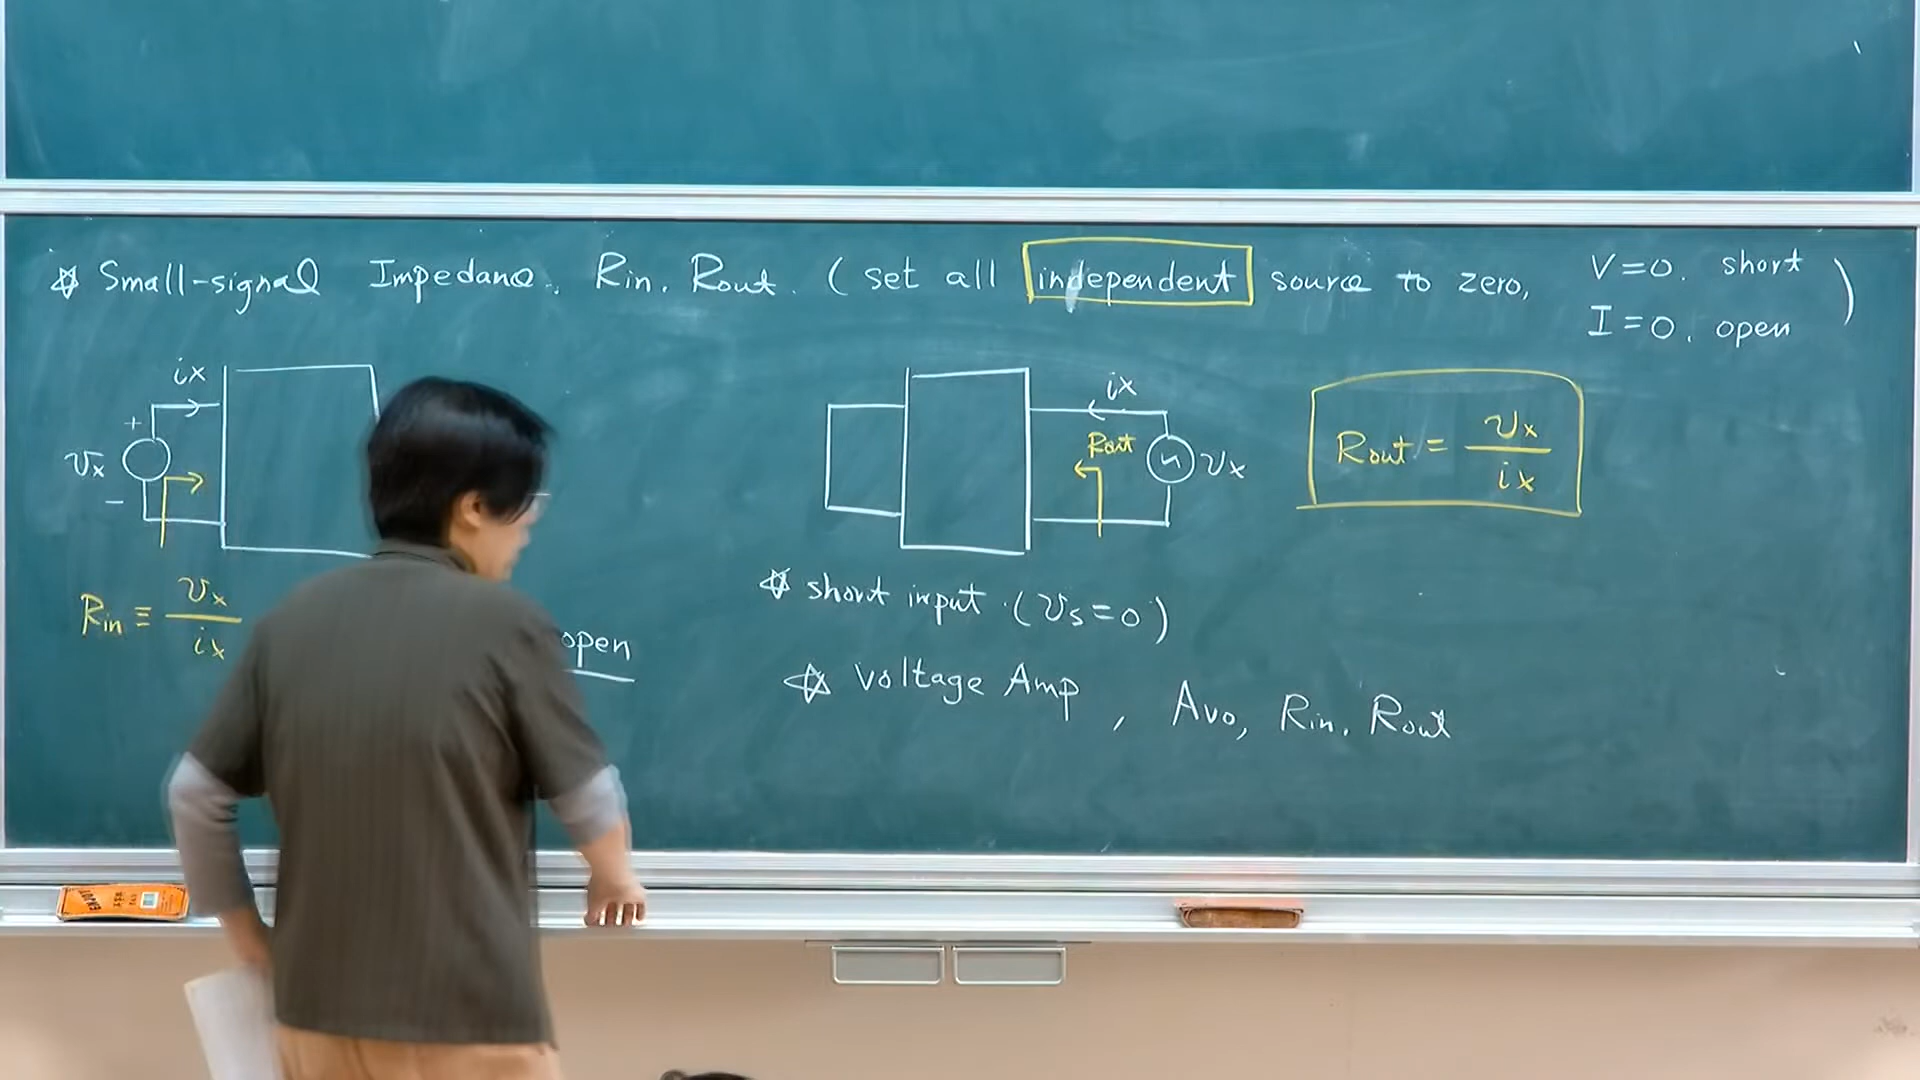 ☆ Small-signal Impedance. Rin. Rout. ( set all independent source to zero, V=0. short )
I=0. open
ix
+
vx
-
Rin ≡ vx / ix
open
ix
Rout
vx
Rout = vx / ix
☆ short input. (vs=0)
☆ Voltage Amp, Avo, Rin. Rout